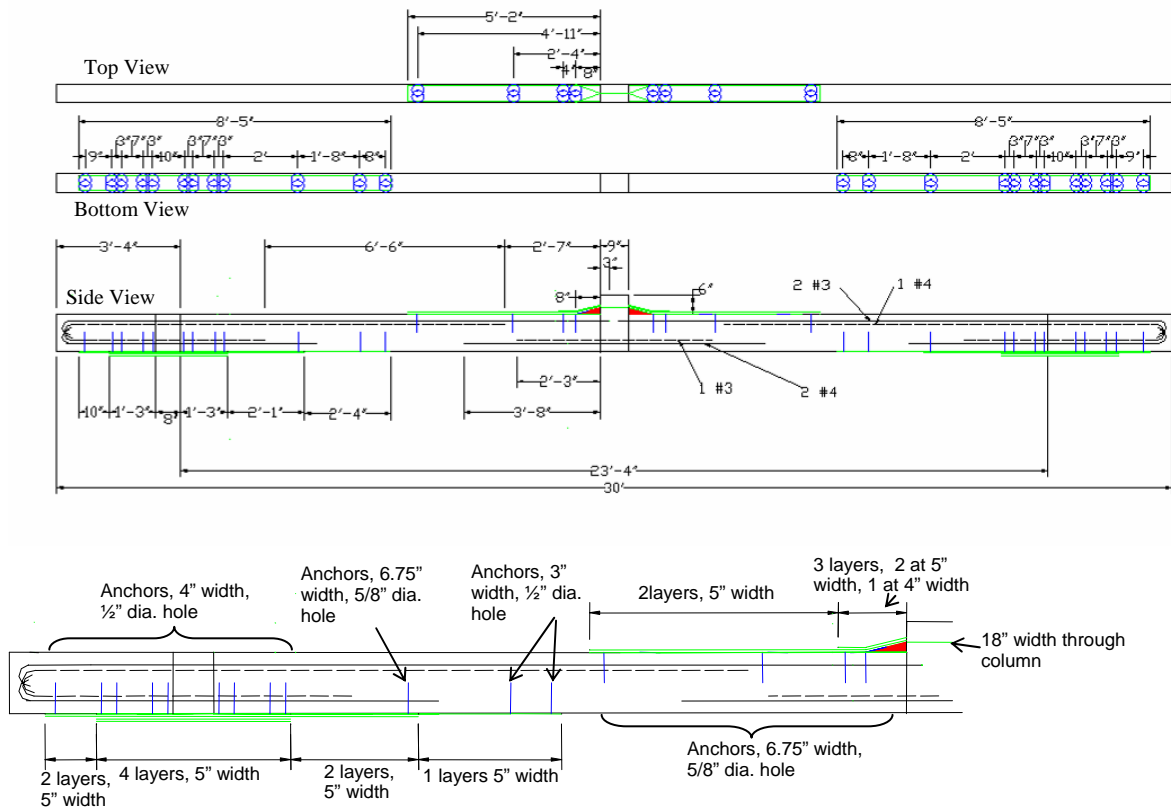 5'-2"
4'-11"
2'-4"
4" 8"
Top View
8'-5" 8'-5"
9" 3" 7" 3" 10" 3" 7" 3" 2' 1'-8" 8" 8" 1'-8" 2' 3" 7" 3" 10" 3" 7" 3" 9"
Bottom View
3'-4" 6'-6" 2'-7" 9"
3"
Side View
8" 6" 2 #3 1 #4
2'-3" 1 #3 2 #4
10" 1'-3" 8" 1'-3" 2'-1" 2'-4" 3'-8"
23'-4"
30'
Anchors, 4" width,
½" dia. hole
Anchors, 6.75"
width, 5/8" dia.
hole
Anchors, 3"
width, ½" dia.
hole
2layers, 5" width
3 layers, 2 at 5"
width, 1 at 4" width
18" width through
column
Anchors, 6.75" width,
5/8" dia. hole
2 layers,
5" width
4 layers, 5" width
2 layers,
5" width
1 layers 5" width